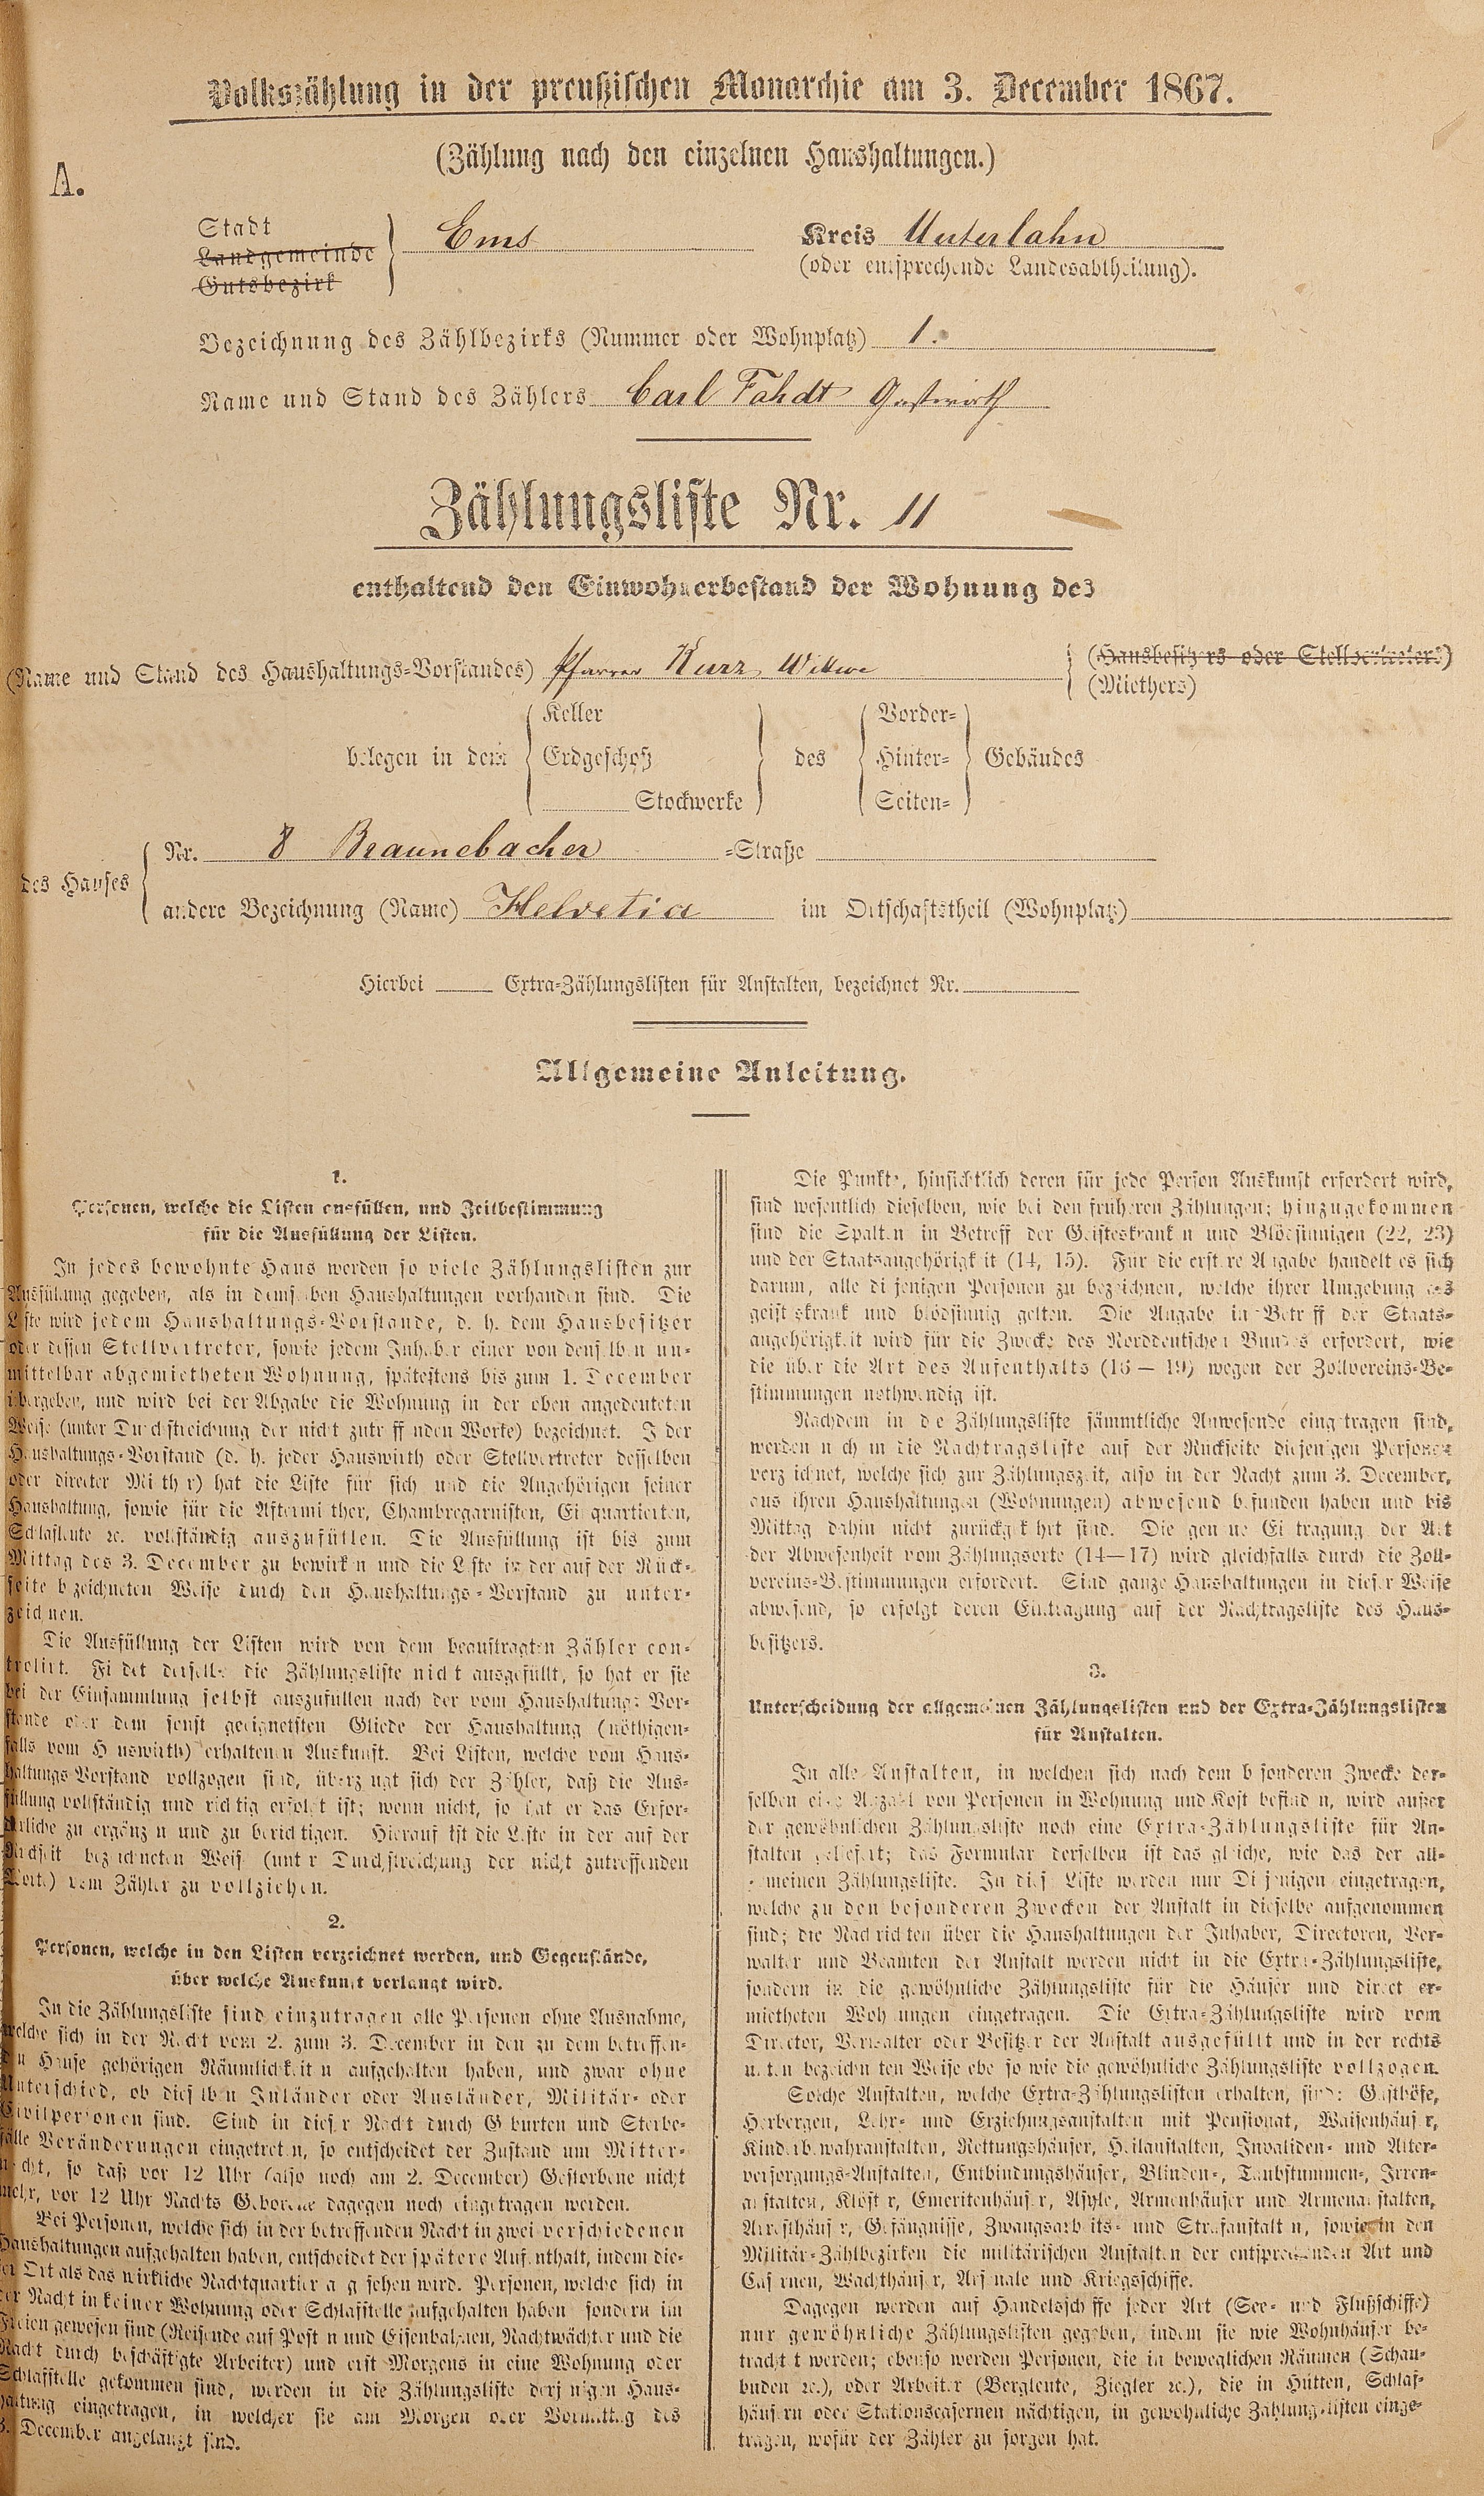 Volkszählung in der preußischen Monarchie am 3. December 1867.
(Zählung nach den einzelnen Haushaltungen.)
A.
Stadt
Landgemeinde
Gutsbezirk
Ems
Kreis Unterlahn
(oder entsprechende Landesabtheilung).
Bezeichnung des Zählbezirks (Nummer oder Wohnplatz) 1.
Name und Stand des Zählers Carl Fahdt Gastwirth
Zählungsliste Nr. 11
enthaltend den Einwohnerbestand der Wohnung des
(Name und Stand des Haushaltungs-Vorstandes) Pfarrer Kurz Wittwe
(Hausbesitzers oder Stellvertreters)
(Miethers)
belegen in dem
Keller
Erdgeschoß
Stockwerke
des
Vorder-
Hinter-
Seiten-
Gebäudes
des Hauses
Nr. 8 Braunebacher -Straße
andere Bezeichnung (Name) Helvetia im Ortschaftstheil (Wohnplatz)
Hierbei Extra-Zählungslisten für Anstalten, bezeichnet Nr.
Allgemeine Anleitung.
1.
Personen, welche die Listen ausfüllen, und Zeitbestimmung
für die Ausfüllung der Listen.
In jedes bewohnte Haus werden so viele Zählungslisten zur
Ausfüllung gegeben, als in demselben Haushaltungen vorhanden sind. Die
Liste wird jedem Haushaltungs-Vorstande, d. h. dem Hausbesitzer
oder dessen Stellvertreter, sowie jedem Inhaber einer von denselben un-
mittelbar abgemietheten Wohnung, spätestens bis zum 1. December
übergeben, und wird bei der Abgabe die Wohnung in der oben angedeuteten
Weise (unter Durchstreichung der nicht zutreffenden Worte) bezeichnet. Jeder
Haushaltungs-Vorstand (d. h. jeder Hauswirth oder Stellvertreter desselben
oder directer Miether) hat die Liste für sich und die Angehörigen seiner
Haushaltung, sowie für die Aftermiether, Chambregarnisten, Einquartierten,
Schlafleute ꝛc. vollständig auszufüllen. Die Ausfüllung ist bis zum
Mittag des 3. December zu bewirken und die Liste in der auf der Rück-
seite bezeichneten Weise durch den Haushaltungs-Vorstand zu unter-
zeichnen.
Die Ausfüllung der Listen wird von dem beauftragten Zähler con-
trolirt. Findet derselbe die Zählungsliste nicht ausgefüllt, so hat er sie
bei der Einsammlung selbst auszufüllen nach der vom Haushaltungs-Vor-
stande oder dem sonst geeignetsten Gliede der Haushaltung (nöthigen-
falls vom Hauswirth) erhaltenen Auskunft. Bei Listen, welche vom Haus-
haltungs-Vorstand vollzogen sind, überzeugt sich der Zähler, daß die Aus-
füllung vollständig und richtig erfolgt ist; wenn nicht, so hat er das Erfor-
derliche zu ergänzen und zu berichtigen. Hierauf ist die Liste in der auf der
Rückseite bezeichneten Weise (unter Durchstreichung der nicht zutreffenden
Worte) vom Zähler zu vollziehen.
2.
Personen, welche in den Listen verzeichnet werden, und Gegenstände,
über welche Auskunft verlangt wird.
In die Zählungsliste sind einzutragen alle Personen ohne Ausnahme,
welche sich in der Nacht vom 2. zum 3. December in den zu dem betreffen-
den Hause gehörigen Räumlichkeiten aufgehalten haben, und zwar ohne
Unterschied, ob dieselben Inländer oder Ausländer, Militär- oder
Civilpersonen sind. Sind in dieser Nacht durch Geburten und Sterbe-
fälle Veränderungen eingetreten, so entscheidet der Zustand um Mitter-
nacht, so daß vor 12 Uhr (also noch am 2. December) Gestorbene nicht
mehr, vor 12 Uhr Nachts Geborene dagegen noch eingetragen werden.
Bei Personen, welche sich in der betreffenden Nacht in zwei verschiedenen
Haushaltungen aufgehalten haben, entscheidet der spätere Aufenthalt, indem die-
ser Ort als das wirkliche Nachtquartier angesehen wird. Personen, welche sich in
der Nacht in keiner Wohnung oder Schlafstelle aufgehalten haben sondern im
Freien gewesen sind (Reisende auf Posten und Eisenbahnen, Nachtwächter und die
Nacht durch beschäftigte Arbeiter) und erst Morgens in eine Wohnung oder
Schlafstelle gekommen sind, werden in die Zählungsliste derjenigen Haus-
haltung eingetragen, in welcher sie am Morgen oder Vormittag des
3. December angelangt sind.
Die Punkte, hinsichtlich deren für jede Person Auskunft erfordert wird,
sind wesentlich dieselben, wie bei den früheren Zählungen; hinzugekommen
sind die Spalten in Betreff der Geisteskranken und Blödsinnigen (22, 23)
und der Staatsangehörigkeit (14, 15). Für die erstere Angabe handelt es sich
darum, alle diejenigen Personen zu bezeichnen, welche ihrer Umgebung als
geisteskrank und blödsinnig gelten. Die Angabe in Betreff der Staats-
angehörigkeit wird für die Zwecke des Norddeutschen Bundes erfordert, wie
die über die Art des Aufenthalts (16 — 19) wegen der Zollvereins-Be-
stimmungen nothwendig ist.
Nachdem in die Zählungsliste sämmtliche Anwesende eingetragen sind,
werden noch in die Nachtragsliste auf der Rückseite diejenigen Personen
verzeichnet, welche sich zur Zählungszeit, also in der Nacht zum 3. December,
aus ihren Haushaltungen (Wohnungen) abwesend befunden haben und bis
Mittag dahin nicht zurückgekehrt sind. Die genaue Eintragung der Art
der Abwesenheit vom Zählungsorte (14—17) wird gleichfalls durch die Zoll-
vereins-Bestimmungen erfordert. Sind ganze Haushaltungen in dieser Weise
abwesend, so erfolgt deren Eintragung auf der Nachtragsliste des Haus-
besitzers.
3.
Unterscheidung der allgemeinen Zählungslisten und der Extra-Zählungslisten
für Anstalten.
In allen Anstalten, in welchen sich nach dem besonderen Zwecke der-
selben eine Anzahl von Personen in Wohnung und Kost befinden, wird außer
der gewöhnlichen Zählungsliste noch eine Extra-Zählungsliste für An-
stalten geliefert; das Formular derselben ist das gleiche, wie das der all-
gemeinen Zählungsliste. In diese Liste werden nur Diejenigen eingetragen,
welche zu den besonderen Zwecken der Anstalt in dieselbe aufgenommen
sind; die Nachrichten über die Haushaltungen der Inhaber, Directoren, Ver-
walter und Beamten der Anstalt werden nicht in die Extra-Zählungsliste,
sondern in die gewöhnliche Zählungsliste für die Häuser und direct er-
mietheten Wohnungen eingetragen. Die Extra-Zählungsliste wird vom
Director, Verwalter oder Besitzer der Anstalt ausgefüllt und in der rechts
unten bezeichneten Weise ebenso wie die gewöhnliche Zählungsliste vollzogen.
Solche Anstalten, welche Extra-Zählungslisten erhalten, sind: Gasthöfe,
Herbergen, Lehr- und Erziehungsanstalten mit Pensionat, Waisenhäuser,
Kinderbewahranstalten, Rettungshäuser, Heilanstalten, Invaliden- und Alter-
versorgungs-Anstalten, Entbindungshäuser, Blinden-, Taubstummen-, Irren-
anstalten, Klöster, Emeritenhäuser, Asyle, Armenhäuser und Armenanstalten,
Arresthäuser, Gefängnisse, Zwangsarbeits- und Strafanstalten, sowie in den
Militär-Zählbezirken die militärischen Anstalten der entsprechenden Art und
Casernen, Wachthäuser, Arsenale und Kriegsschiffe.
Dagegen werden auf Handelsschiffe jeder Art (See- und Flußschiffe)
nur gewöhnliche Zählungslisten gegeben, indem sie wie Wohnhäuser be-
trachtet werden; ebenso werden Personen, die in beweglichen Räumen (Schau-
buden ꝛc.), oder Arbeiter (Bergleute, Ziegler ꝛc.), die in Hütten, Schlaf-
häusern oder Stationscasernen nächtigen, in gewöhnliche Zählungslisten einge-
tragen, wofür der Zähler zu sorgen hat.